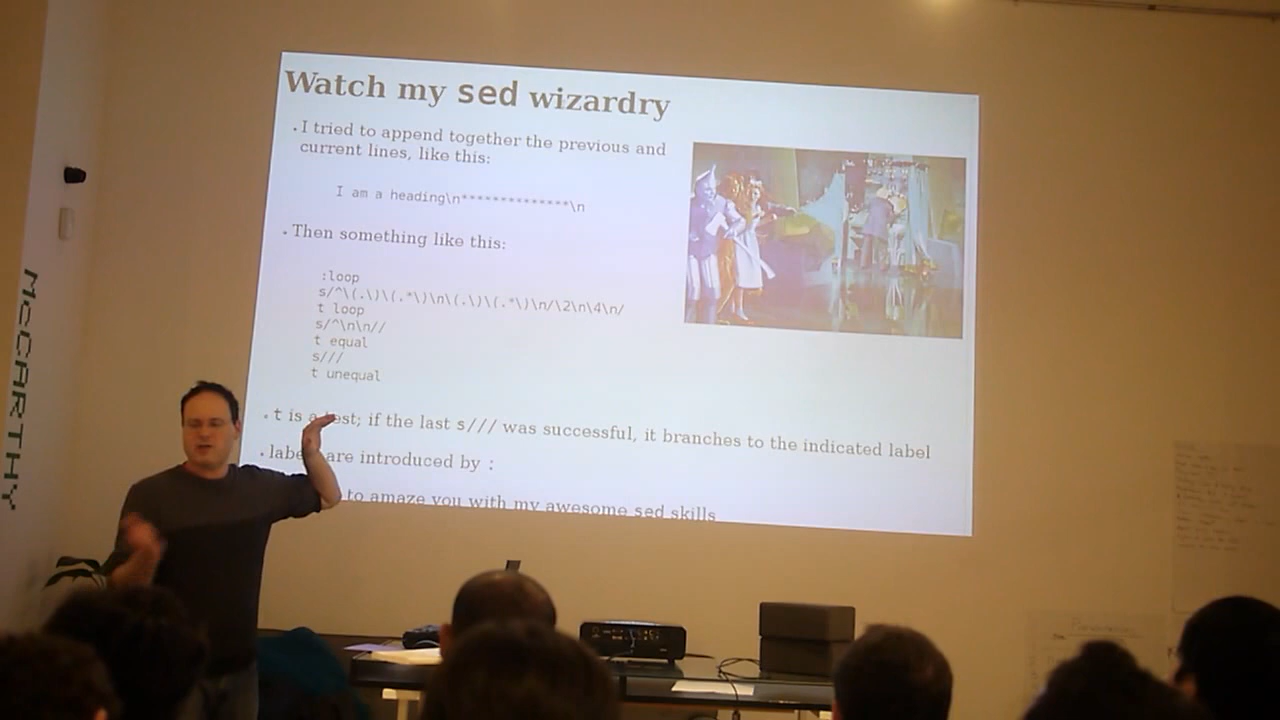 Watch my sed wizardry
. I tried to append together the previous and
current lines, like this:
I am a heading\n**************\n
. Then something like this:
:loop
s/^\(.\)\(.*\)\n\(.\)\(.*\)\n/\2\n\4\n/
t loop
s/^\n\n//
t equal
s///
t unequal
. t is a test; if the last s/// was successful, it branches to the indicated label
. labe are introduced by :
to amaze you with my awesome sed skills
McCARTHY
Presentation